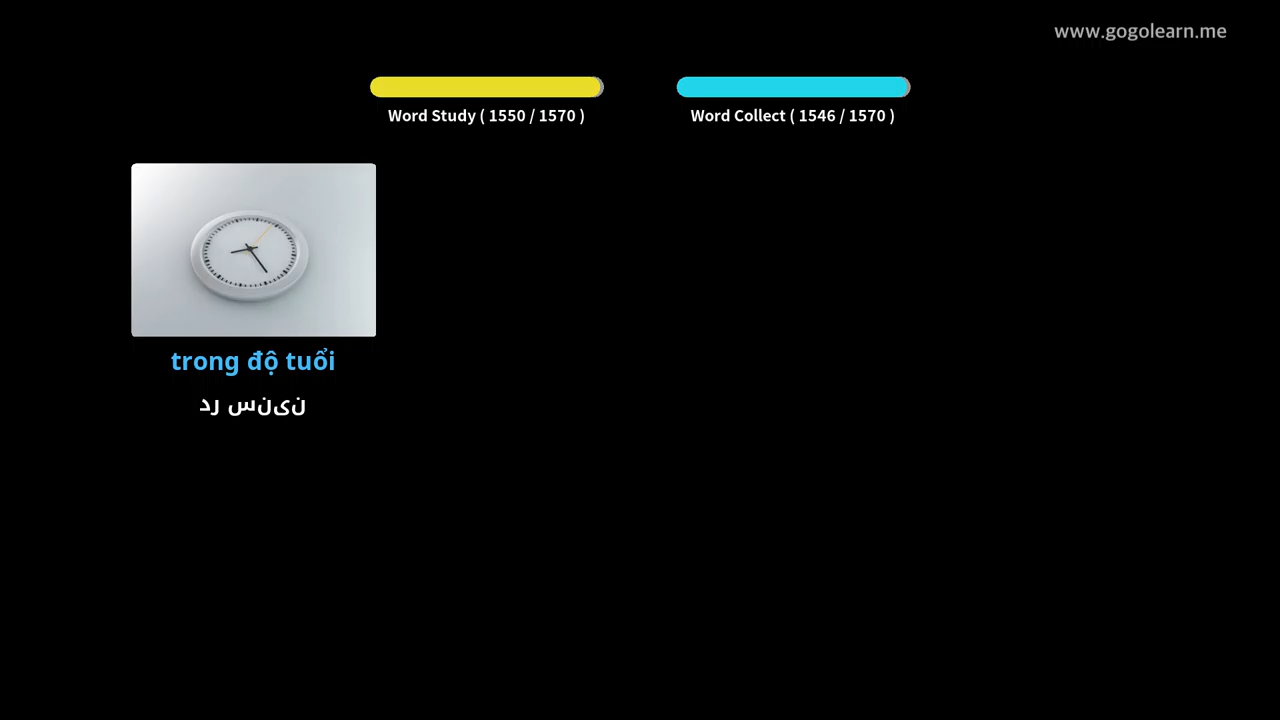 www.gogolearn.me
Word Study ( 1550 / 1570 )
Word Collect ( 1546 / 1570 )
trong độ tuổi
در سنین